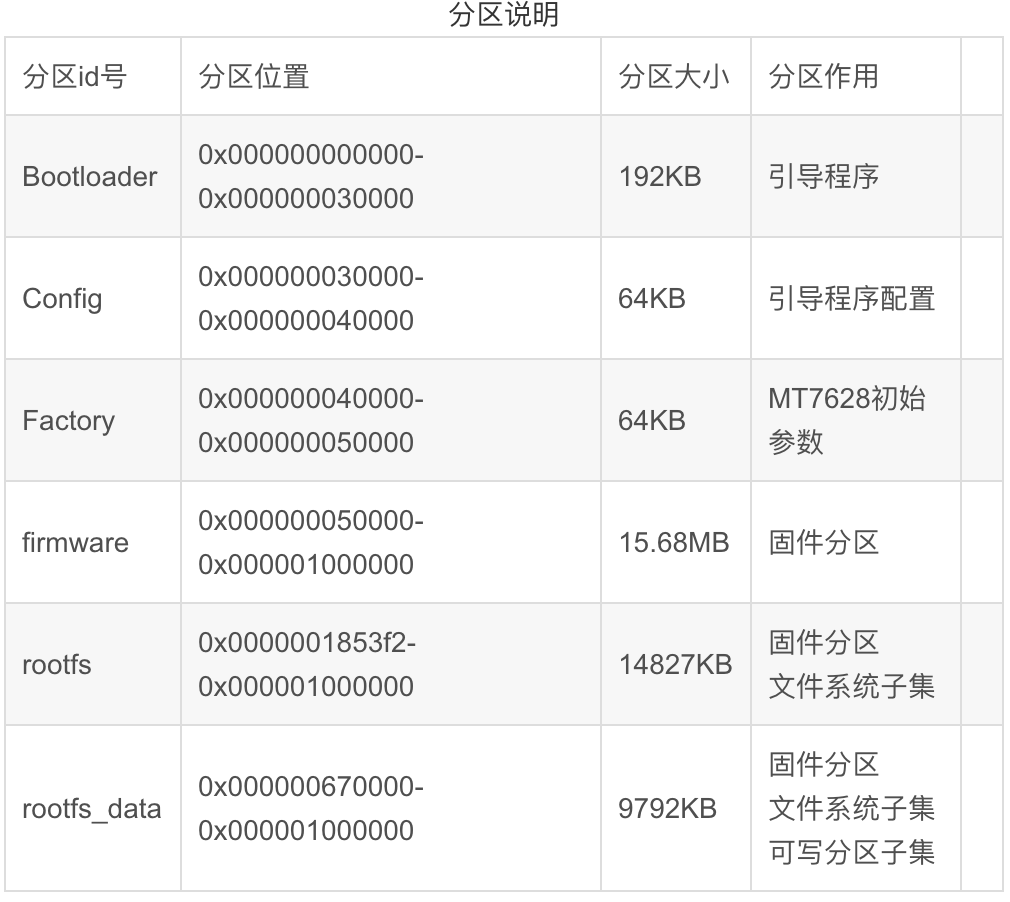 分区说明
分区id号 分区位置 分区大小 分区作用
Bootloader
0x000000000000-
0x000000030000
192KB
引导程序
Config
0x000000030000-
0x000000040000
64KB
引导程序配置
Factory
0x000000040000-
0x000000050000
64KB
MT7628初始
参数
firmware
0x000000050000-
0x000001000000
15.68MB
固件分区
rootfs
0x0000001853f2-
0x000001000000
14827KB
固件分区
文件系统子集
rootfs_data
0x000000670000-
0x000001000000
9792KB
固件分区
文件系统子集
可写分区子集